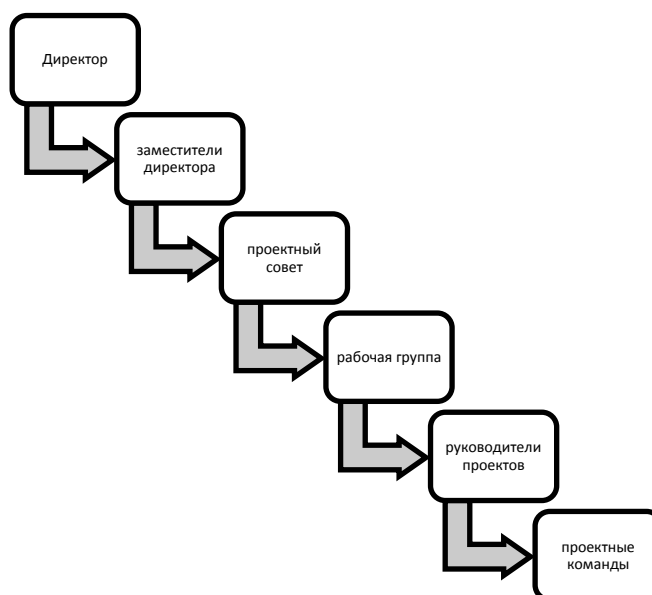 Директор
заместители
директора
проектный
совет
рабочая группа
руководители
проектов
проектные
команды